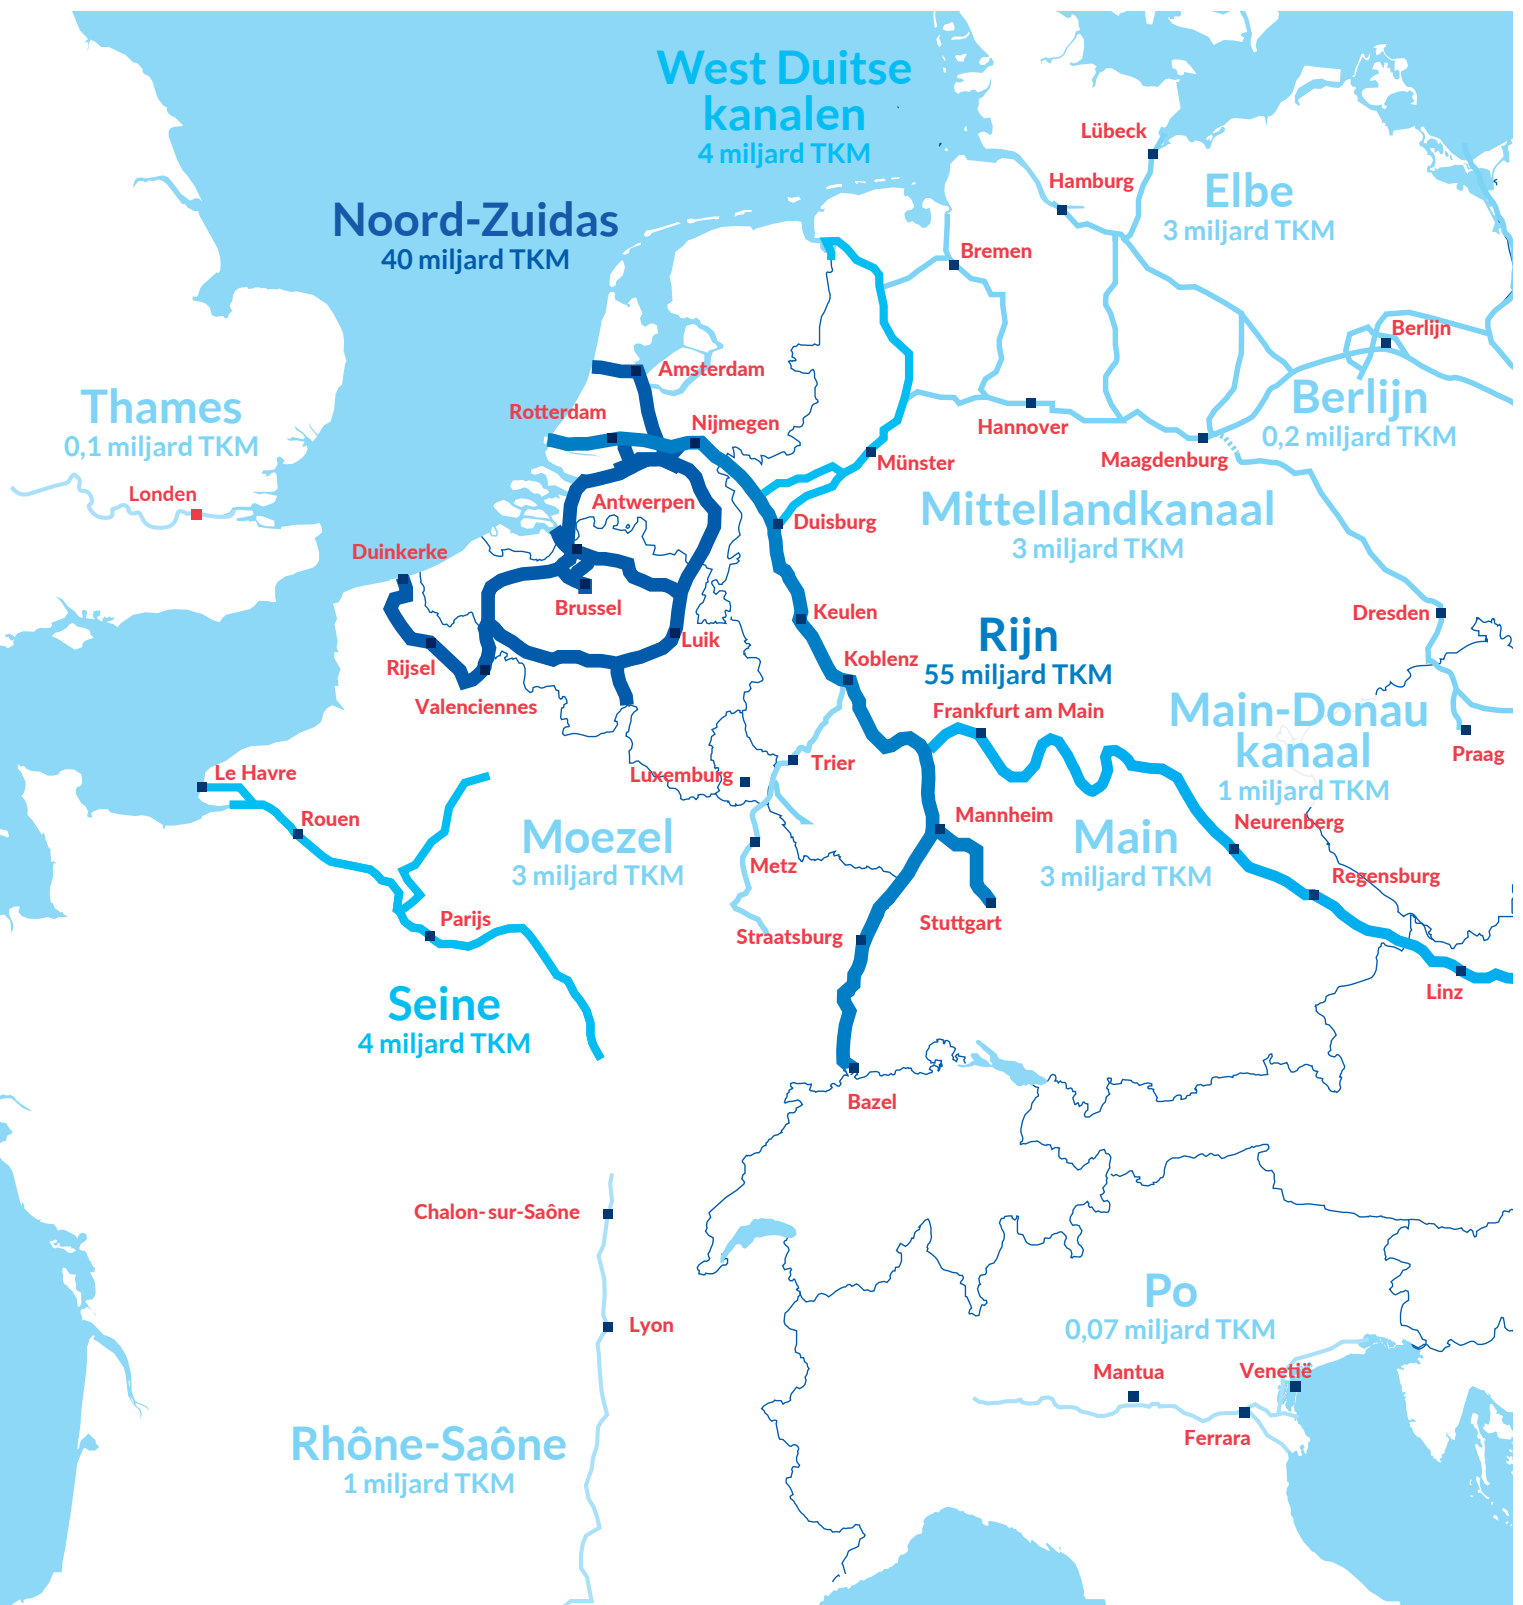 West Duitse
kanalen
4 miljard TKM
Lübeck
Hamburg
Elbe
3 miljard TKM
Noord-Zuidas
40 miljard TKM
Bremen
Berlijn
Amsterdam
Thames
0,1 miljard TKM
Londen
Rotterdam
Nijmegen
Hannover
Berlijn
0,2 miljard TKM
Münster
Maagdenburg
Antwerpen
Duisburg
Mittellandkanaal
3 miljard TKM
Duinkerke
Brussel
Keulen
Dresden
Rijsel
Luik
Koblenz
Rijn
55 miljard TKM
Valenciennes
Frankfurt am Main
Main-Donau
kanaal
1 miljard TKM
Praag
Le Havre
Luxemburg
Trier
Rouen
Moezel
3 miljard TKM
Mannheim
Main
3 miljard TKM
Neurenberg
Metz
Regensburg
Parijs
Straatsburg
Stuttgart
Linz
Seine
4 miljard TKM
Bazel
Chalon-sur-Saône
Lyon
Po
0,07 miljard TKM
Mantua
Venetië
Ferrara
Rhône-Saône
1 miljard TKM